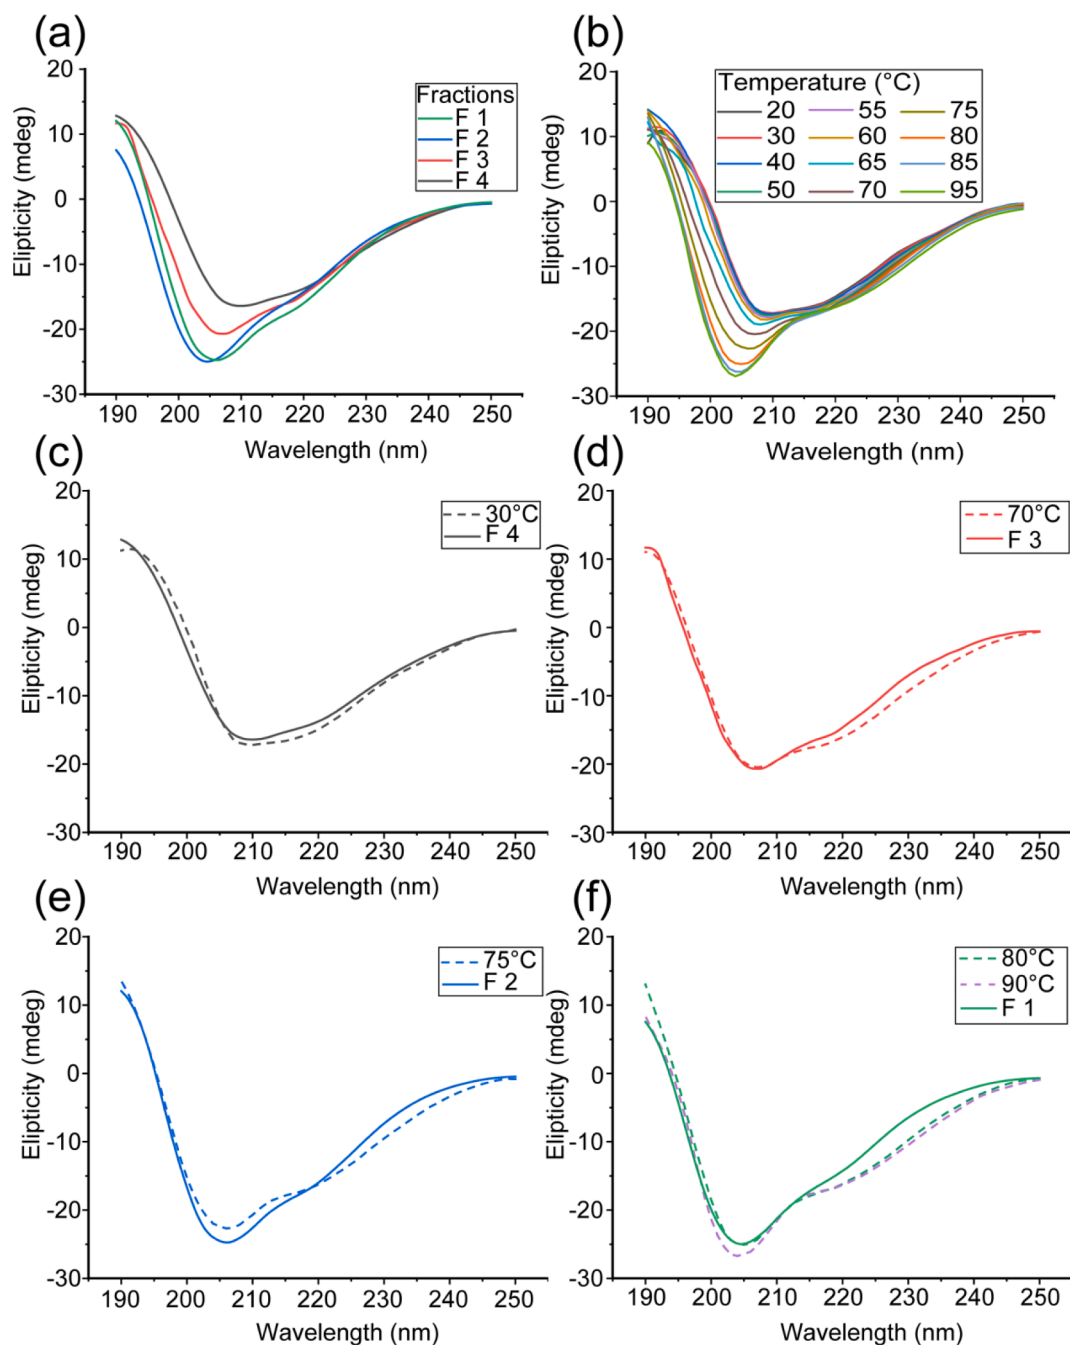 (a)
20
10
0
-10
-20
-30
Elipticity (mdeg)
Fractions
F 1
F 2
F 3
F 4
190 200 210 220 230 240 250
Wavelength (nm)
(b)
20
10
0
-10
-20
-30
Elipticity (mdeg)
Temperature (°C)
20 55 75
30 60 80
40 65 85
50 70 95
190 200 210 220 230 240 250
Wavelength (nm)
(c)
20
10
0
-10
-20
-30
Elipticity (mdeg)
30°C
F 4
190 200 210 220 230 240 250
Wavelength (nm)
(d)
20
10
0
-10
-20
-30
Elipticity (mdeg)
70°C
F 3
190 200 210 220 230 240 250
Wavelength (nm)
(e)
20
10
0
-10
-20
-30
Elipticity (mdeg)
75°C
F 2
190 200 210 220 230 240 250
Wavelength (nm)
(f)
20
10
0
-10
-20
-30
Elipticity (mdeg)
80°C
90°C
F 1
190 200 210 220 230 240 250
Wavelength (nm)